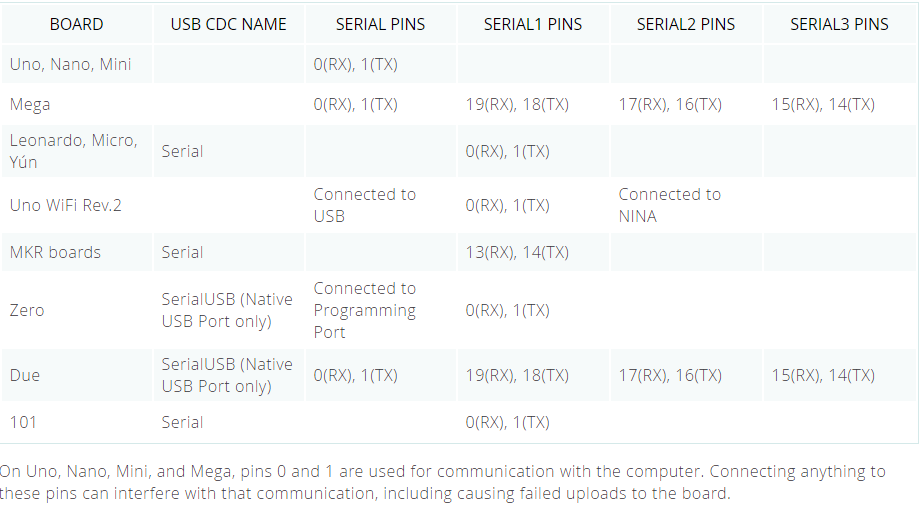 BOARD USB CDC NAME SERIAL PINS SERIAL1 PINS SERIAL2 PINS SERIAL3 PINS
Uno, Nano, Mini 0(RX), 1(TX)
Mega 0(RX), 1(TX) 19(RX), 18(TX) 17(RX), 16(TX) 15(RX), 14(TX)
Leonardo, Micro,
Yún Serial 0(RX), 1(TX)
Uno WiFi Rev.2 Connected to
USB 0(RX), 1(TX) Connected to
NINA
MKR boards Serial 13(RX), 14(TX)
Zero SerialUSB (Native
USB Port only) Connected to
Programming
Port 0(RX), 1(TX)
Due SerialUSB (Native
USB Port only) 0(RX), 1(TX) 19(RX), 18(TX) 17(RX), 16(TX) 15(RX), 14(TX)
101 Serial 0(RX), 1(TX)
On Uno, Nano, Mini, and Mega, pins 0 and 1 are used for communication with the computer. Connecting anything to
these pins can interfere with that communication, including causing failed uploads to the board.